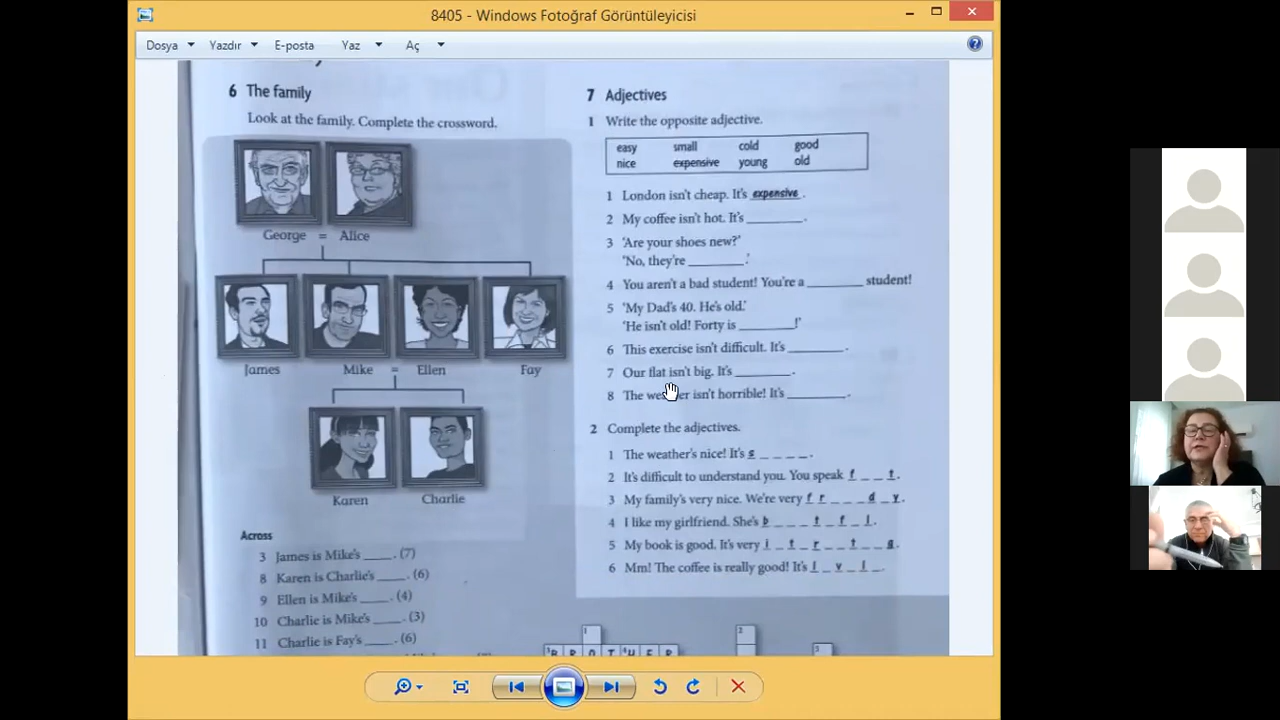 8405 - Windows Fotoğraf Görüntüleyicisi
Dosya Yazdır E-posta Yaz Aç
6 The family
Look at the family. Complete the crossword.
George = Alice
James Mike = Ellen Fay
Karen Charlie
Across
3 James is Mike's ____. (7)
8 Karen is Charlie's ____. (6)
9 Ellen is Mike's ____. (4)
10 Charlie is Mike's ____. (3)
11 Charlie is Fay's ____. (6)
7 Adjectives
1 Write the opposite adjective.
easy small cold good
nice expensive young old
1 London isn't cheap. It's expensive.
2 My coffee isn't hot. It's ________.
3 'Are your shoes new?'
'No, they're ________.'
4 You aren't a bad student! You're a ________ student!
5 'My Dad's 40. He's old.'
'He isn't old! Forty is ________!'
6 This exercise isn't difficult. It's ________.
7 Our flat isn't big. It's ________.
8 The weather isn't horrible! It's ________.
2 Complete the adjectives.
1 The weather's nice! It's s _ _ _ _.
2 It's difficult to understand you. You speak f _ _ t.
3 My family's very nice. We're very f r _ _ _ d _ y.
4 I like my girlfriend. She's b _ _ _ t _ f _ l.
5 My book is good. It's very i _ t _ r _ _ t _ _ g.
6 Mm! The coffee is really good! It's l _ v _ l _.
1 2
3 B R O T 4 H E R 5